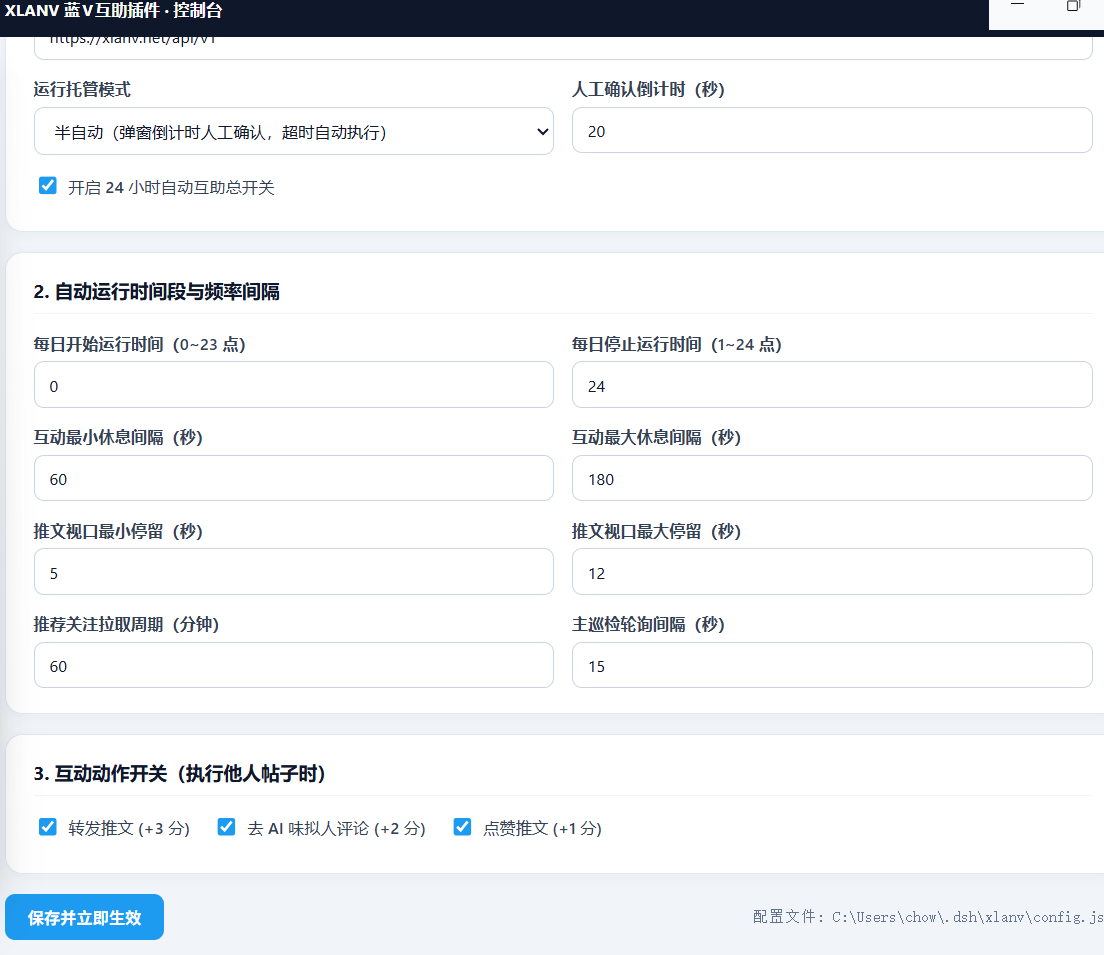 XLANV 蓝V互助插件 · 控制台
https://xlanv.net/api/v1
运行托管模式
人工确认倒计时（秒）
半自动（弹窗倒计时人工确认，超时自动执行）
20
开启 24 小时自动互助总开关
2. 自动运行时间段与频率间隔
每日开始运行时间（0~23 点）
每日停止运行时间（1~24 点）
0
24
互动最小休息间隔（秒）
互动最大休息间隔（秒）
60
180
推文视口最小停留（秒）
推文视口最大停留（秒）
5
12
推荐关注拉取周期（分钟）
主巡检轮询间隔（秒）
60
15
3. 互动动作开关（执行他人帖子时）
转发推文 (+3 分)
去 AI 味拟人评论 (+2 分)
点赞推文 (+1 分)
保存并立即生效
配置文件: C:\Users\chow\.dsh\xlanv\config.js